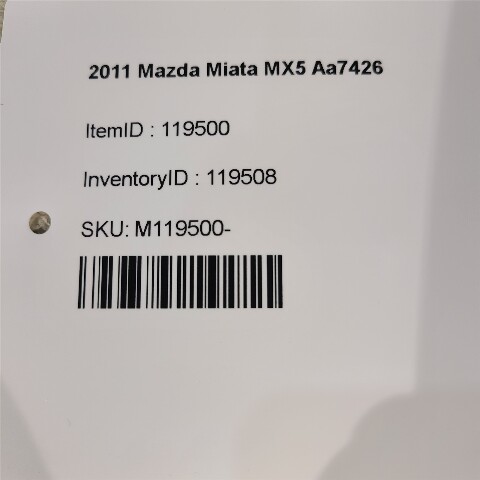 2011 Mazda Miata MX5 Aa7426
ItemID : 119500
InventoryID : 119508
SKU: M119500-